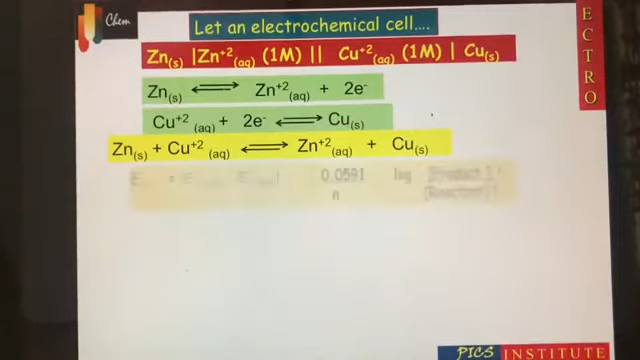 Chem
Let an electrochemical cell....
Zn(s) |Zn+2(aq) (1M) || Cu+2(aq) (1M) | Cu(s)
Zn(s) ⇌ Zn+2(aq) + 2e-
Cu+2(aq) + 2e- ⇌ Cu(s)
Zn(s) + Cu+2(aq) ⇌ Zn+2(aq) + Cu(s)
0.0591 log
n
E
C
T
R
O
PICS INSTITUTE